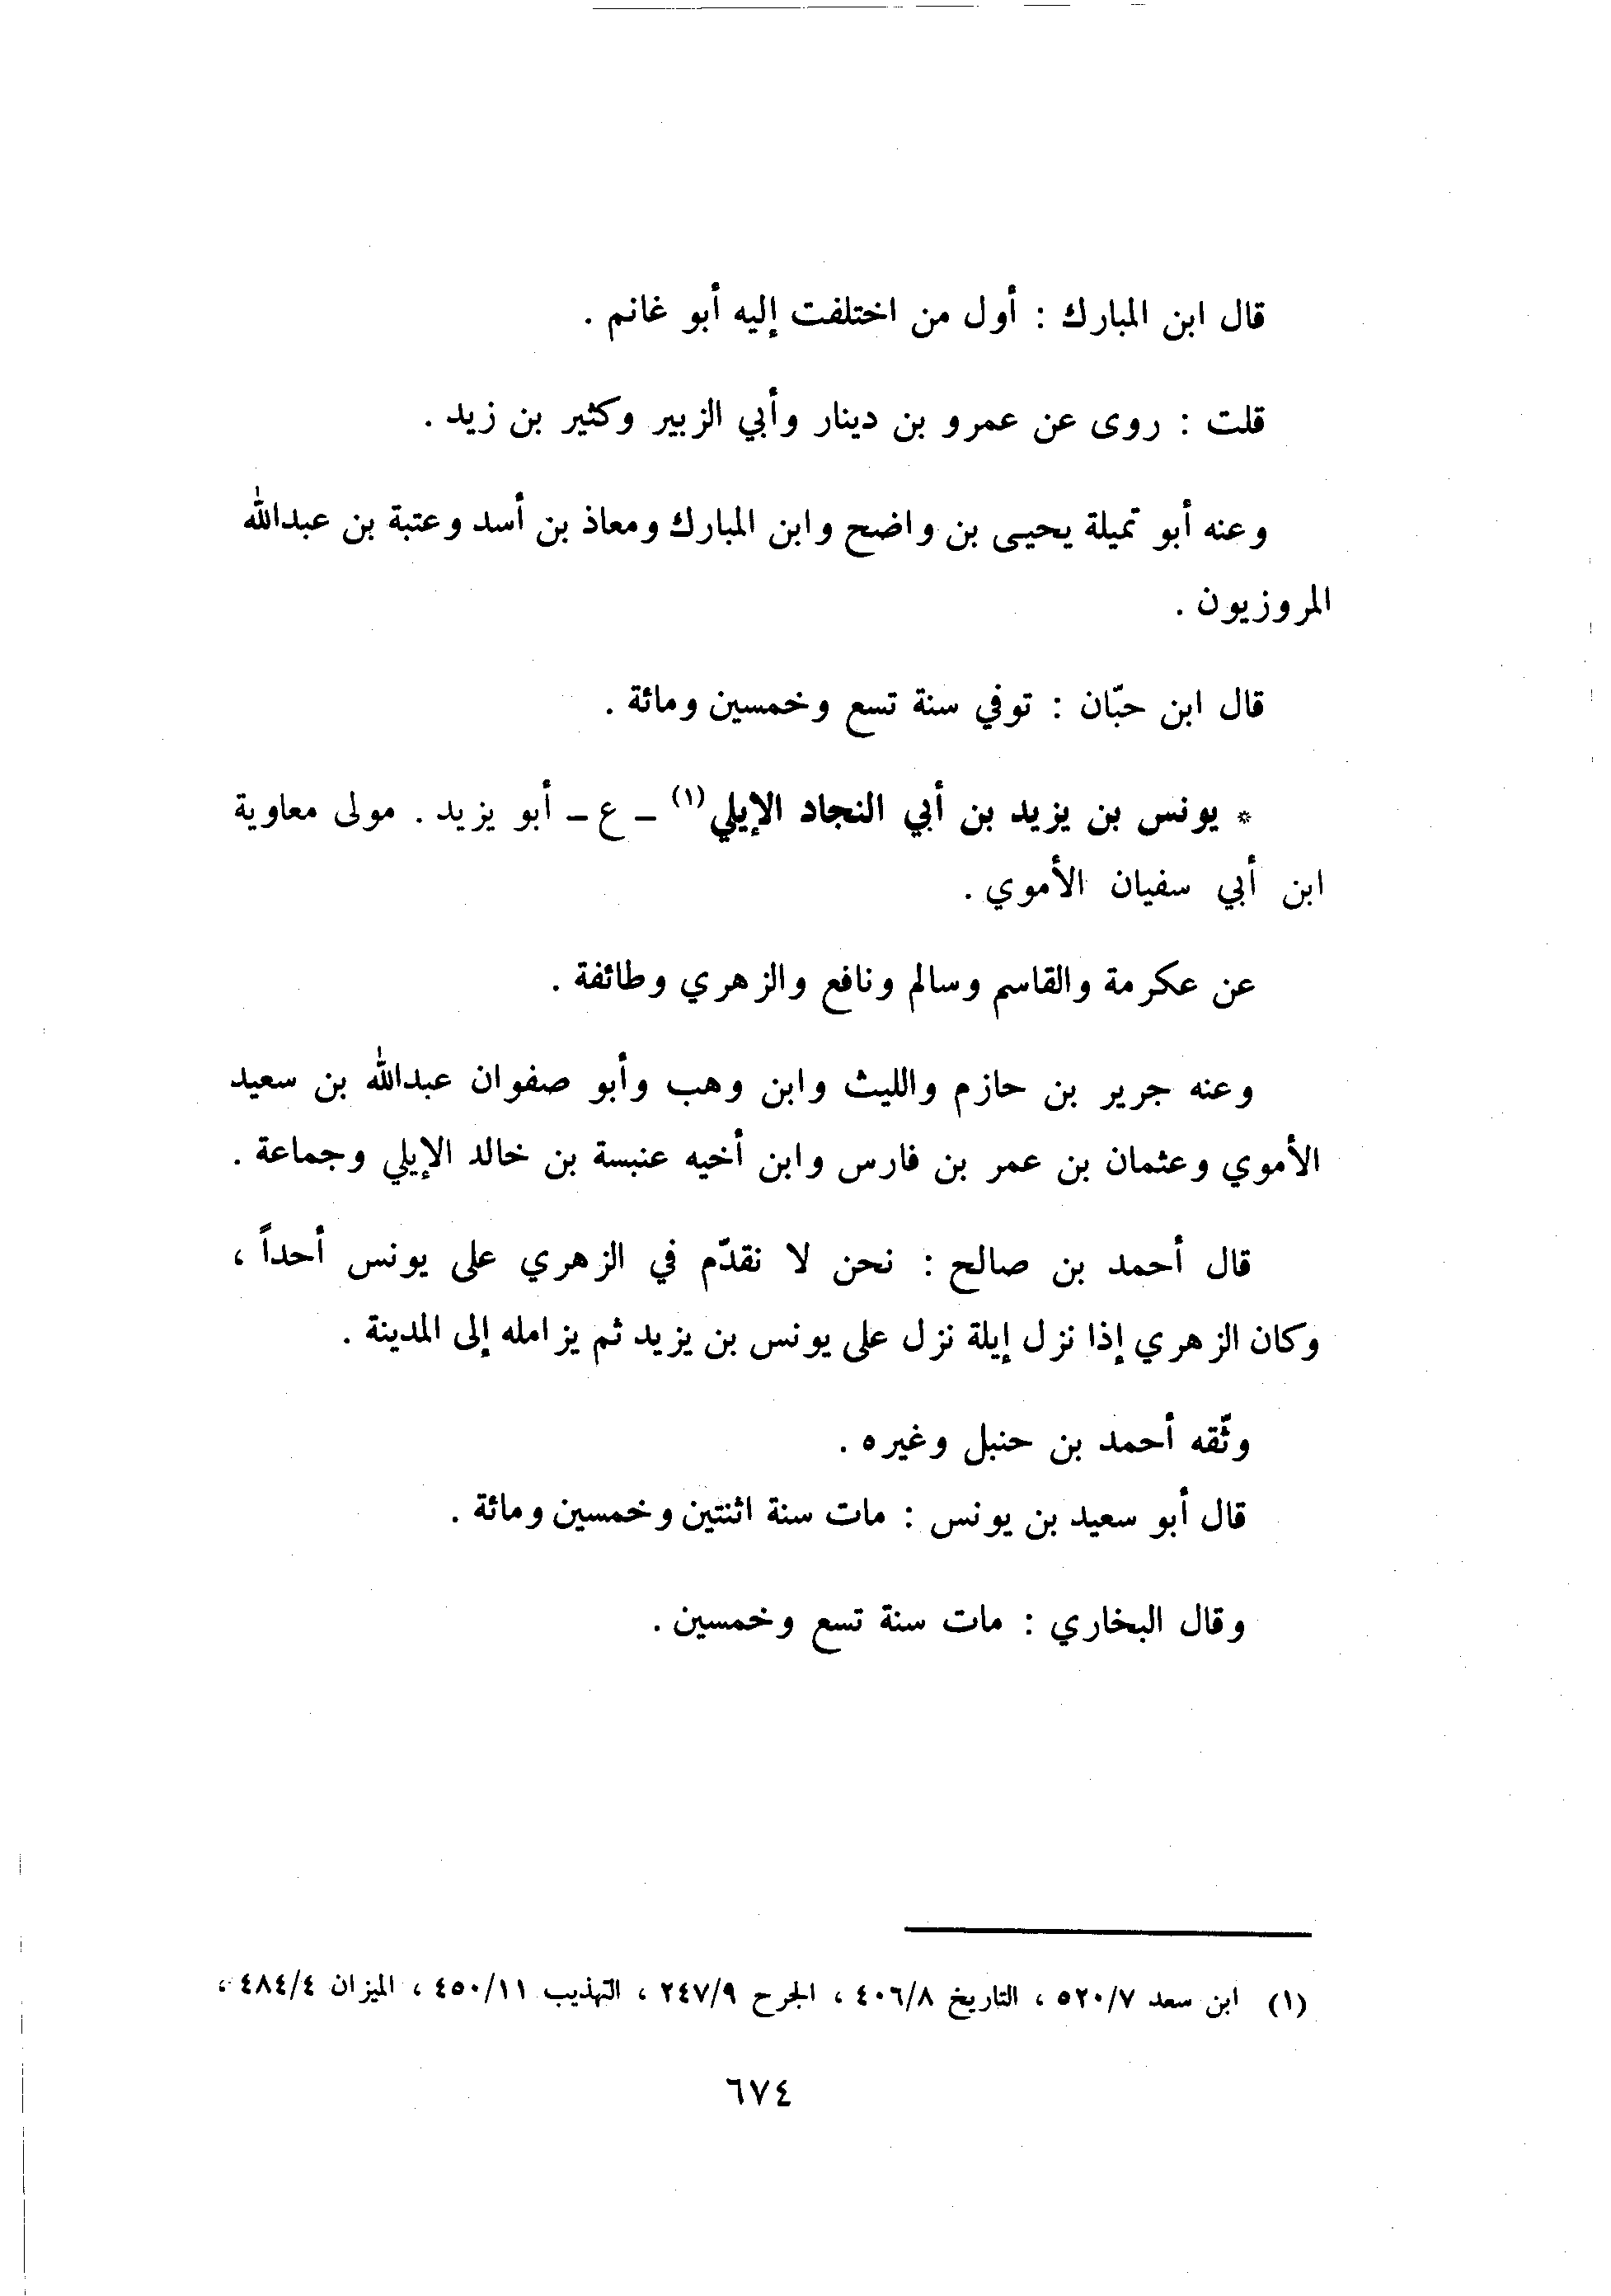 قال ابن المبارك : أول من اختلفت إليه أبو غانم .
قلت : روى عن عمرو بن دينار وأبي الزبير وكثير بن زيد .
وعنه أبو تميلة يحيى بن واضح وابن المبارك ومعاذ بن أسد وعتبة بن عبدالله
المروزيون .
قال ابن حبّان : توفي سنة تسع وخمسين ومائة .
* يونس بن يزيد بن أبي النجاد الإيلي (١) ـ ع ـ أبو يزيد . مولى معاوية
ابن أبي سفيان الأموي .
عن عكرمة والقاسم وسالم ونافع والزهري وطائفة .
وعنه جرير بن حازم والليث وابن وهب وأبو صفوان عبدالله بن سعيد
الأموي وعثمان بن عمر بن فارس وابن أخيه عنبسة بن خالد الإيلي وجماعة .
قال أحمد بن صالح : نحن لا نقدّم في الزهري على يونس أحداً ،
وكان الزهري إذا نزل إيلة نزل على يونس بن يزيد ثم يزامله إلى المدينة .
وثّقه أحمد بن حنبل وغيره .
قال أبو سعيد بن يونس : مات سنة اثنتين وخمسين ومائة .
وقال البخاري : مات سنة تسع وخمسين .
(١) ابن سعد ٥٢٠/٧ ، التاريخ ٤٠٦/٨ ، الجرح ٢٤٧/٩ ، التهذيب ٤٥٠/١١ ، الميزان ٤٨٤/٤ ،
٦٧٤